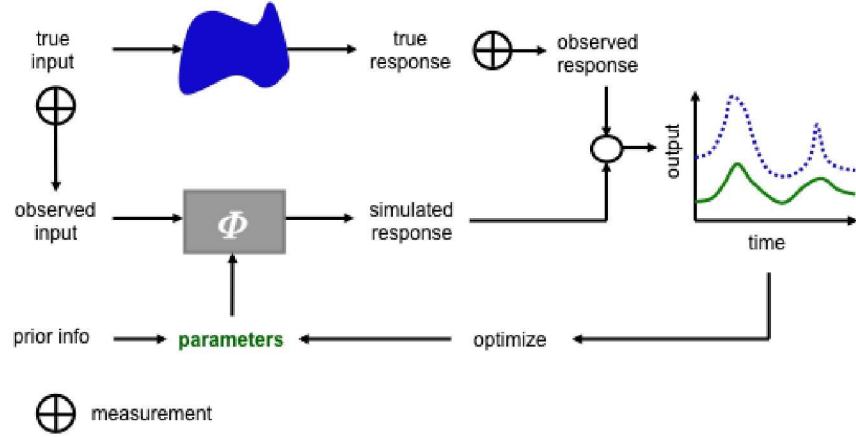 true
input
true
response
observed
response
output
time
observed
input
Φ
simulated
response
prior info
parameters
optimize
measurement